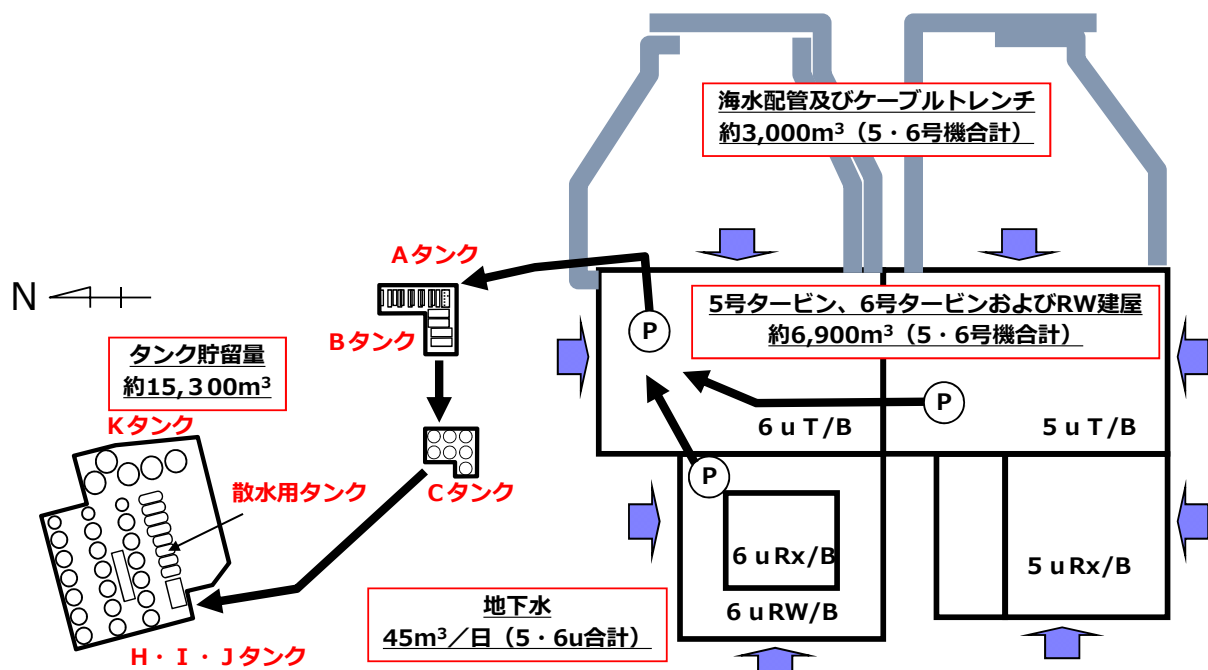 海水配管及びケーブルトレンチ
約3,000m³（5・6号機合計）
Aタンク
N
5号タービン、6号タービンおよびRW建屋
約6,900m³（5・6号機合計）
P
Bタンク
タンク貯留量
約15,300m³
P
Kタンク
6uT/B
5uT/B
P
Cタンク
散水用タンク
6uRx/B
5uRx/B
6uRW/B
地下水
45m³／日（5・6u合計）
H・I・Jタンク